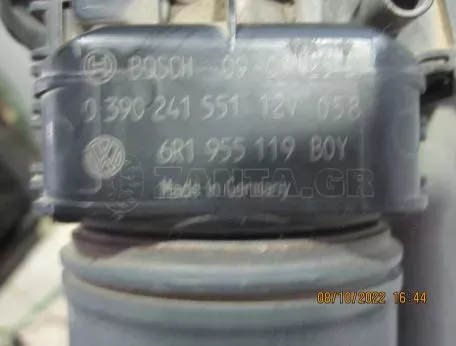 BOSCH
0 390 241 551 12V 058
6R1 955 119 BOY
Made in Germany
ZANTA.GR
08/10/2022 16:44